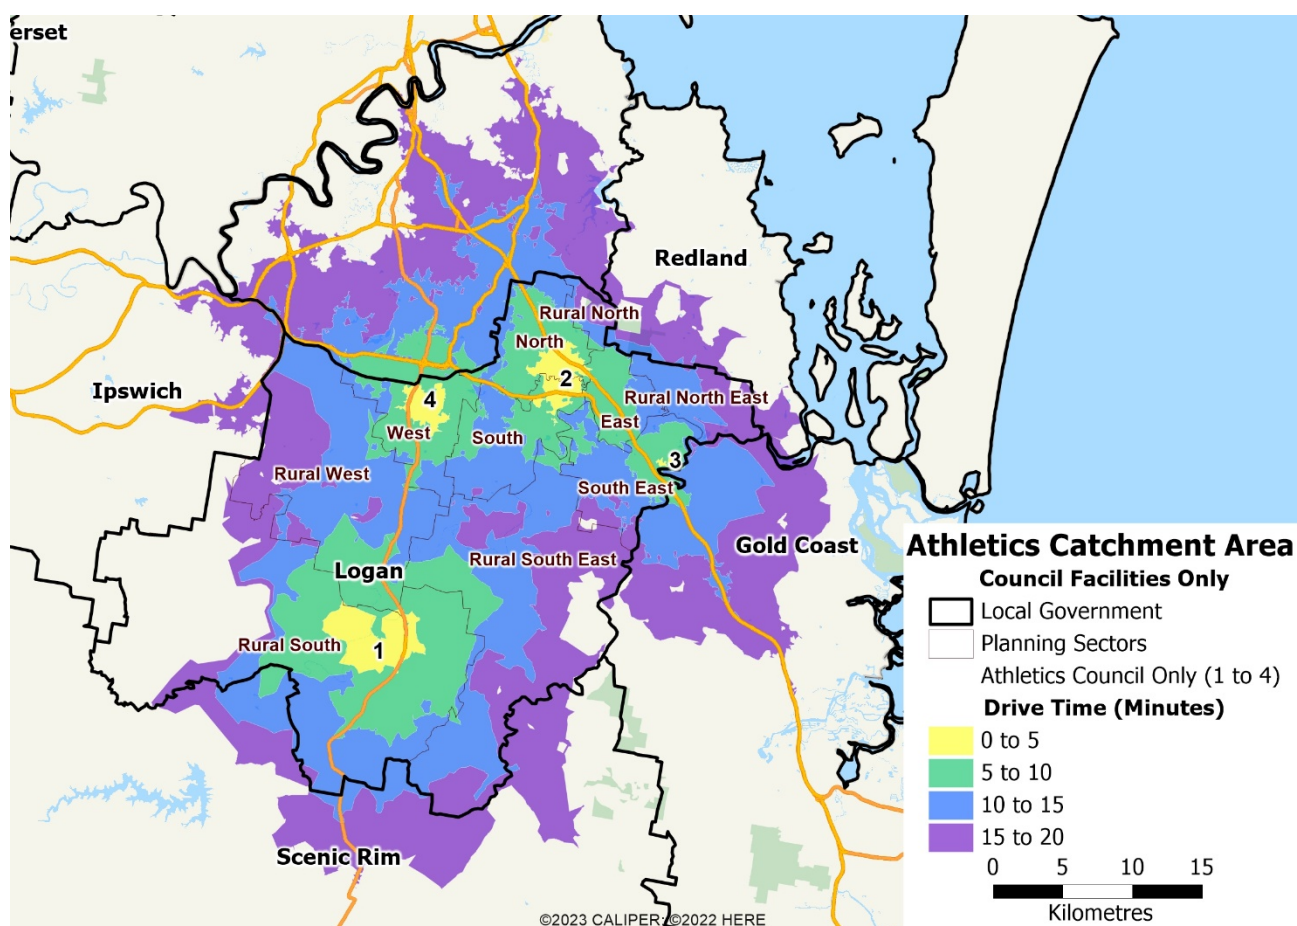 erset
Redland
Rural North
North
2
Ipswich
4
Rural North East
West
South
East
3
Rural West
South East
Gold Coast
Rural South East
Logan
Rural South
1
Scenic Rim
Athletics Catchment Area
Council Facilities Only
Local Government
Planning Sectors
Athletics Council Only (1 to 4)
Drive Time (Minutes)
0 to 5
5 to 10
10 to 15
15 to 20
0 5 10 15
Kilometres
©2023 CALIPER; ©2022 HERE